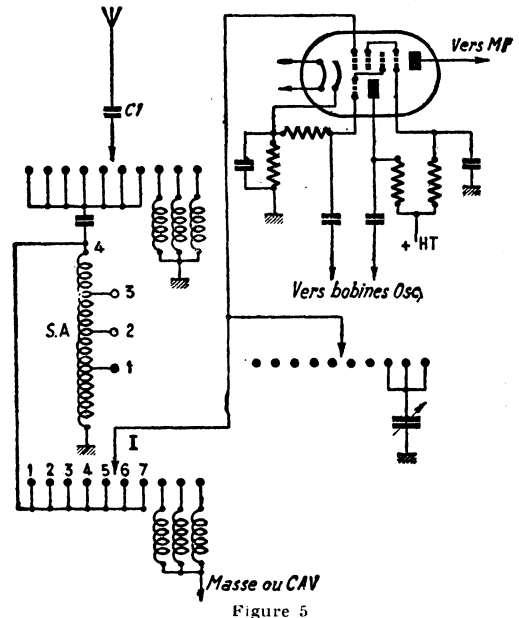 C1
Vers MF
+ HT
Vers bobines Osc,
4
3
S.A
2
1
I
1 2 3 4 5 6 7
Masse ou CAV
Figure 5